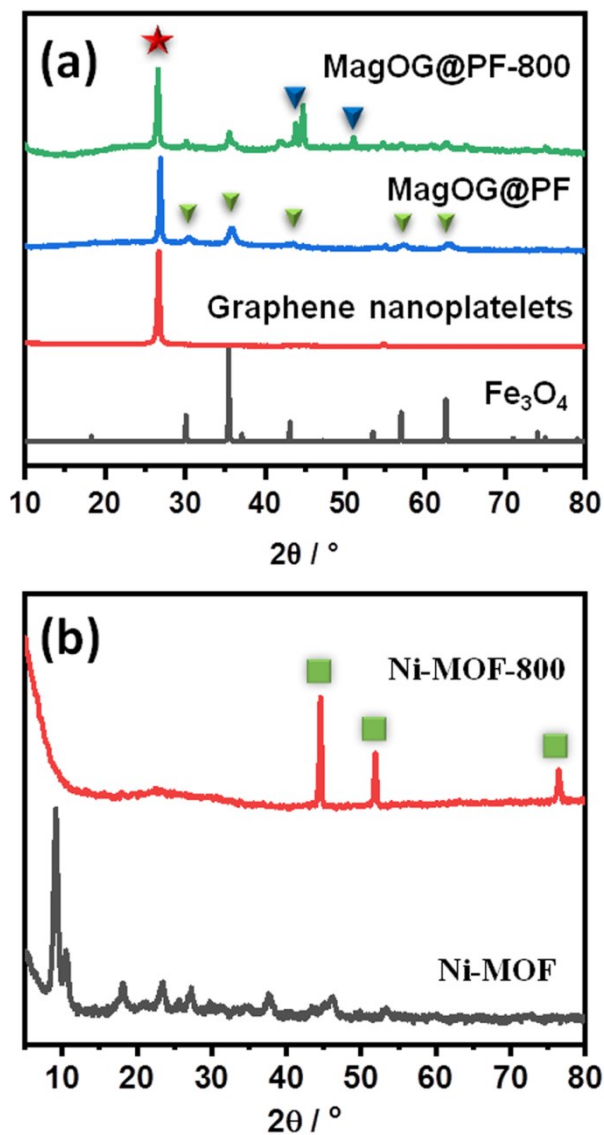 (a)
MagOG@PF-800
MagOG@PF
Graphene nanoplatelets
Fe₃O₄
10 20 30 40 50 60 70 80
2θ / °
(b)
Ni-MOF-800
Ni-MOF
10 20 30 40 50 60 70 80
2θ / °